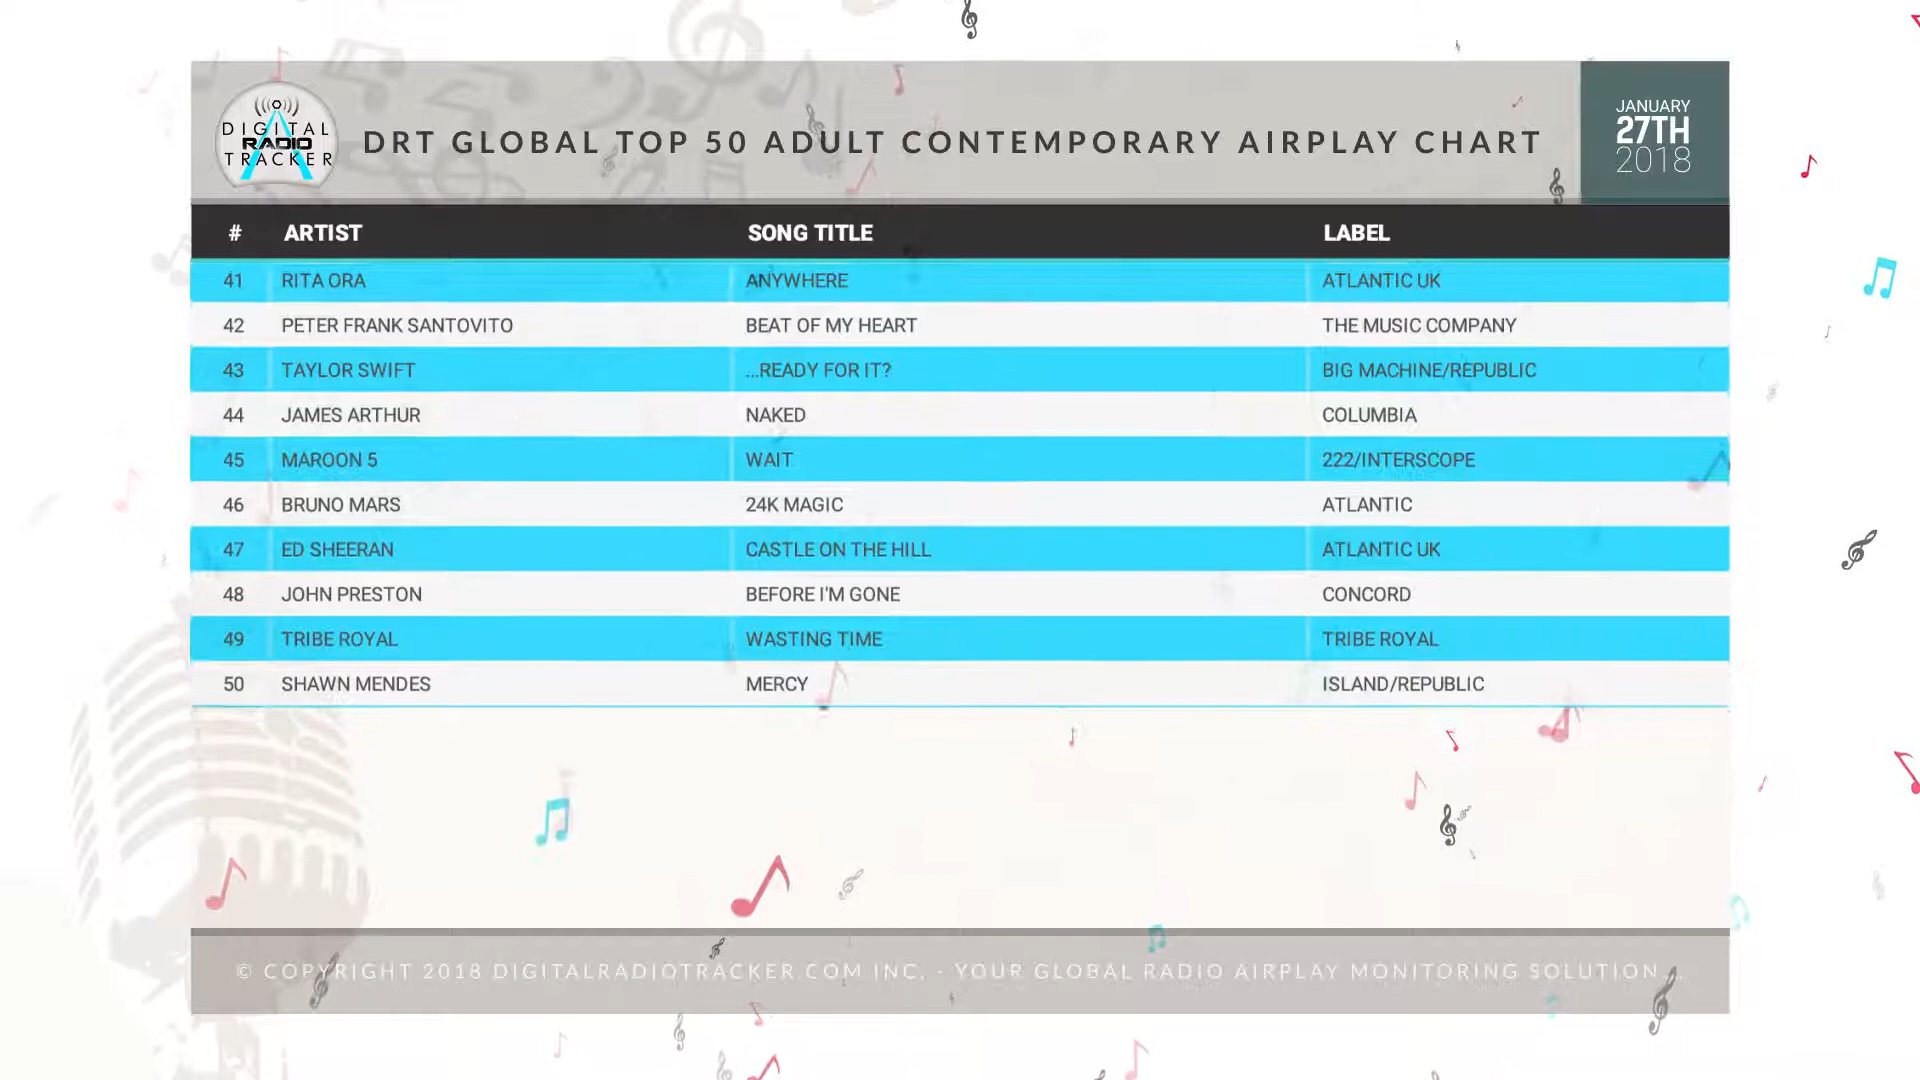 DIGITAL
RADIO
TRACKER
DRT GLOBAL TOP 50 ADULT CONTEMPORARY AIRPLAY CHART
JANUARY
27TH
2018
# ARTIST SONG TITLE LABEL
41 RITA ORA ANYWHERE ATLANTIC UK
42 PETER FRANK SANTOVITO BEAT OF MY HEART THE MUSIC COMPANY
43 TAYLOR SWIFT ...READY FOR IT? BIG MACHINE/REPUBLIC
44 JAMES ARTHUR NAKED COLUMBIA
45 MAROON 5 WAIT 222/INTERSCOPE
46 BRUNO MARS 24K MAGIC ATLANTIC
47 ED SHEERAN CASTLE ON THE HILL ATLANTIC UK
48 JOHN PRESTON BEFORE I'M GONE CONCORD
49 TRIBE ROYAL WASTING TIME TRIBE ROYAL
50 SHAWN MENDES MERCY ISLAND/REPUBLIC
© COPYRIGHT 2018 DIGITALRADIOTRACKER.COM INC. - YOUR GLOBAL RADIO AIRPLAY MONITORING SOLUTION...